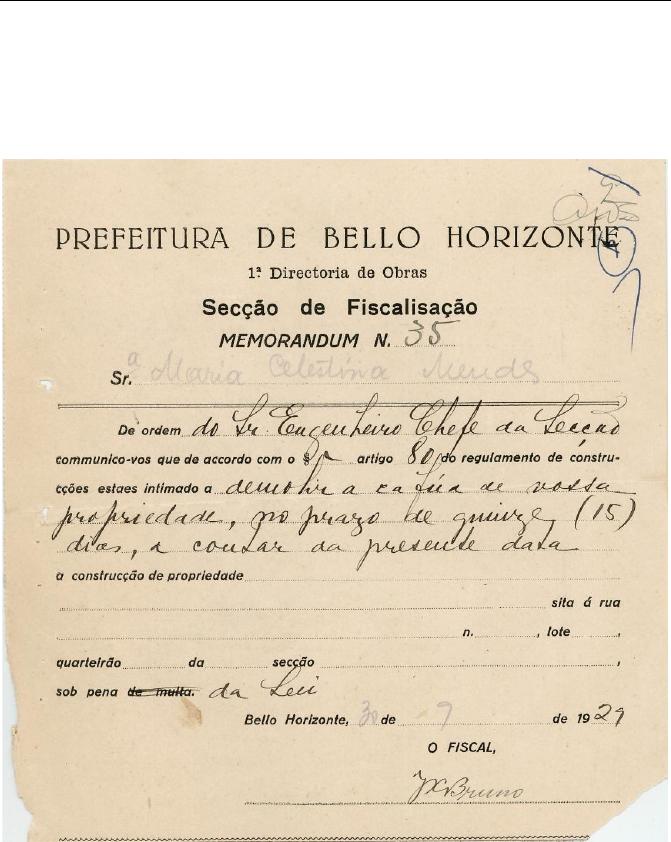 PREFEITURA DE BELLO HORIZONTE
1ª Directoria de Obras
Secção de Fiscalisação
MEMORANDUM N. 35
Sr.ª Maria Celestina Mendes
De ordem do Sr. Engenheiro Chefe da Secção
communico-vos que de accordo com o § artigo 80 do regulamento de constru-
cções estaes intimado a demolir a cafúa de vossa
propriedade, no prazo de quinze (15)
dias, a contar da presente data
a construcção de propriedade
sita á rua
n. , lote ,
quarteirão da secção ,
sob pena de multa. da Lei
Bello Horizonte, 30 de 9 de 1929
O FISCAL,
JXBruno